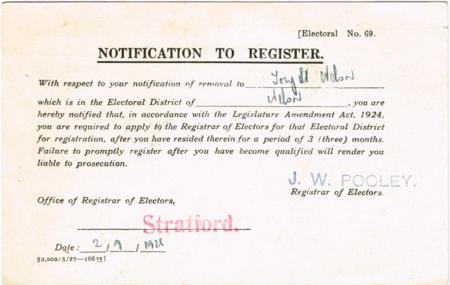 [Electoral No. 69.
NOTIFICATION TO REGISTER.
With respect to your notification of removal to Tony St Nelson
which is in the Electoral District of Nelson, you are
hereby notified that, in accordance with the Legislature Amendment Act, 1924,
you are required to apply to the Registrar of Electors for that Electoral District
for registration, after you have resided therein for a period of 3 (three) months.
Failure to promptly register after you have become qualified will render you
liable to prosecution.
J. W. POOLEY.
Registrar of Electors.
Office of Registrar of Electors,
Stratford.
Date: 2/9/1928
50,000/3/27—16675]